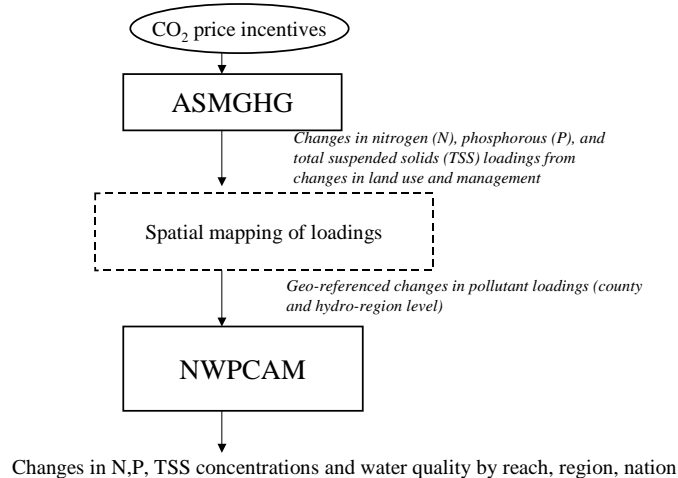 CO2 price incentives
ASMGHG
Changes in nitrogen (N), phosphorous (P), and
total suspended solids (TSS) loadings from
changes in land use and management
Spatial mapping of loadings
Geo-referenced changes in pollutant loadings (county
and hydro-region level)
NWPCAM
Changes in N,P, TSS concentrations and water quality by reach, region, nation